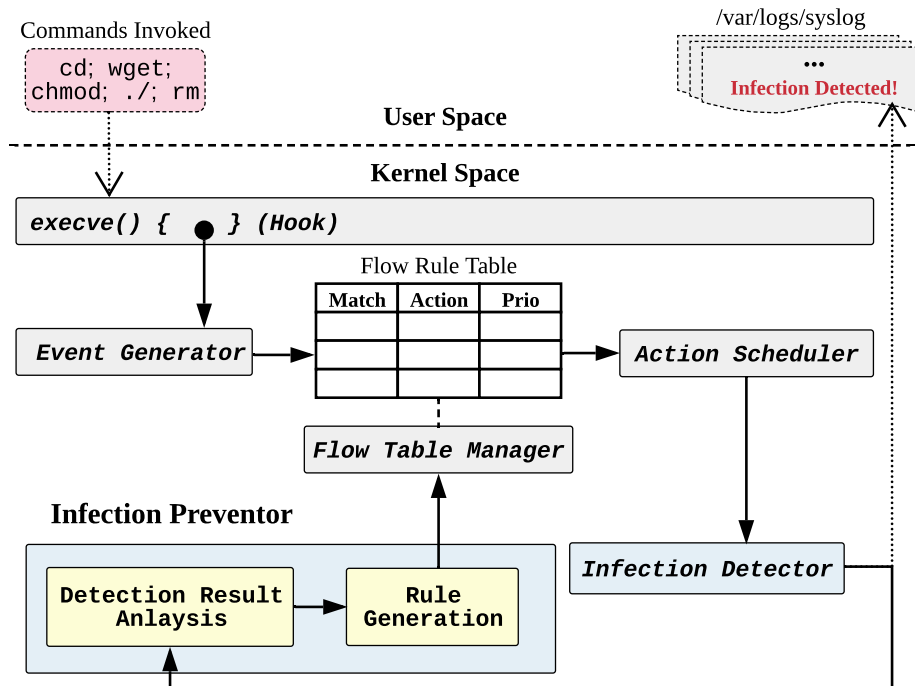 Commands Invoked
cd; wget;
chmod; ./; rm
/var/logs/syslog
...
Infection Detected!
User Space
Kernel Space
execve() { } (Hook)
Flow Rule Table
Match Action Prio
Event Generator
Action Scheduler
Flow Table Manager
Infection Preventor
Infection Detector
Detection Result
Anlaysis
Rule
Generation